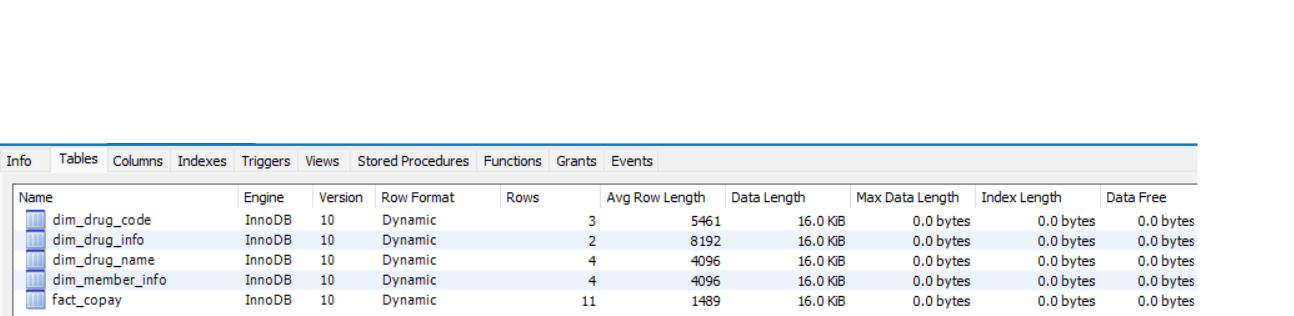 Info Tables Columns Indexes Triggers Views Stored Procedures Functions Grants Events
Name Engine Version Row Format Rows Avg Row Length Data Length Max Data Length Index Length Data Free
dim_drug_code InnoDB 10 Dynamic 3 5461 16.0 KiB 0.0 bytes 0.0 bytes 0.0 bytes
dim_drug_info InnoDB 10 Dynamic 2 8192 16.0 KiB 0.0 bytes 0.0 bytes 0.0 bytes
dim_drug_name InnoDB 10 Dynamic 4 4096 16.0 KiB 0.0 bytes 0.0 bytes 0.0 bytes
dim_member_info InnoDB 10 Dynamic 4 4096 16.0 KiB 0.0 bytes 0.0 bytes 0.0 bytes
fact_copay InnoDB 10 Dynamic 11 1489 16.0 KiB 0.0 bytes 0.0 bytes 0.0 bytes